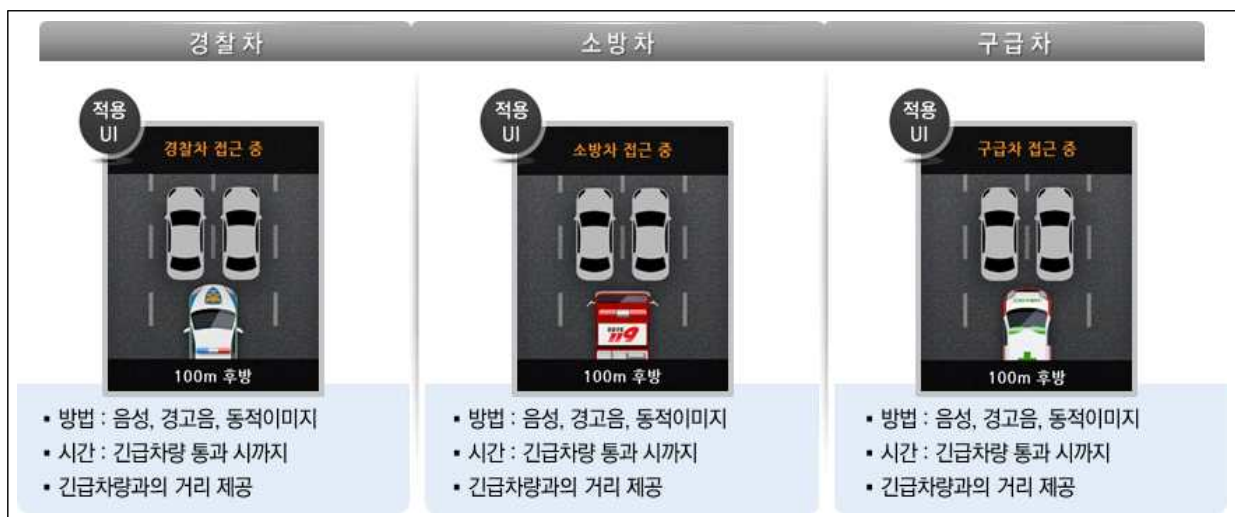 경찰차
적용
UI
경찰차 접근 중
100m 후방
▪ 방법 : 음성, 경고음, 동적이미지
▪ 시간 : 긴급차량 통과 시까지
▪ 긴급차량과의 거리 제공
소방차
적용
UI
소방차 접근 중
119
100m 후방
▪ 방법 : 음성, 경고음, 동적이미지
▪ 시간 : 긴급차량 통과 시까지
▪ 긴급차량과의 거리 제공
구급차
적용
UI
구급차 접근 중
100m 후방
▪ 방법 : 음성, 경고음, 동적이미지
▪ 시간 : 긴급차량 통과 시까지
▪ 긴급차량과의 거리 제공